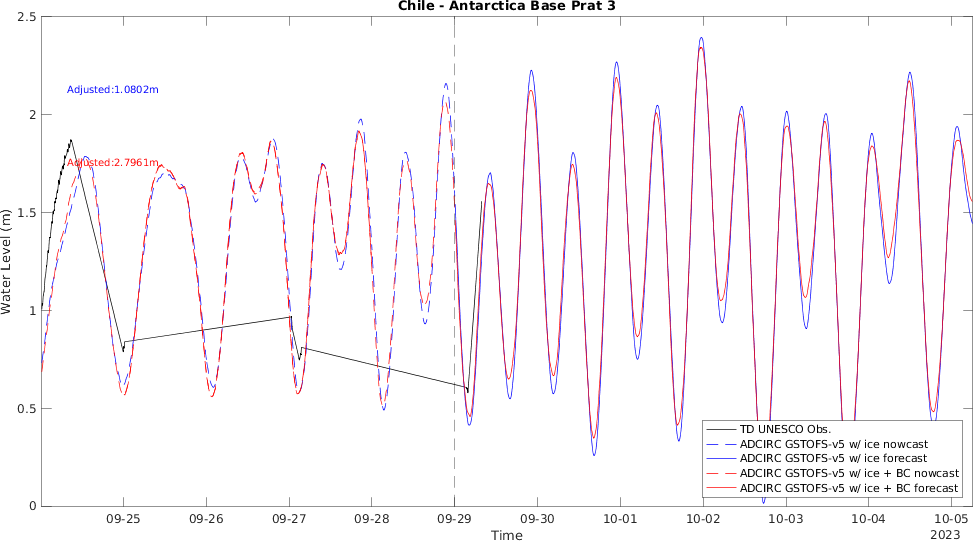 Chile - Antarctica Base Prat 3
2.5
2
1.5
1
0.5
0
Water Level (m)
Adjusted:1.0802m
Adjusted:2.7961m
TD UNESCO Obs.
ADCIRC GSTOFS-v5 w/ ice nowcast
ADCIRC GSTOFS-v5 w/ ice forecast
ADCIRC GSTOFS-v5 w/ ice + BC nowcast
ADCIRC GSTOFS-v5 w/ ice + BC forecast
09-25 09-26 09-27 09-28 09-29 09-30 10-01 10-02 10-03 10-04 10-05
2023
Time